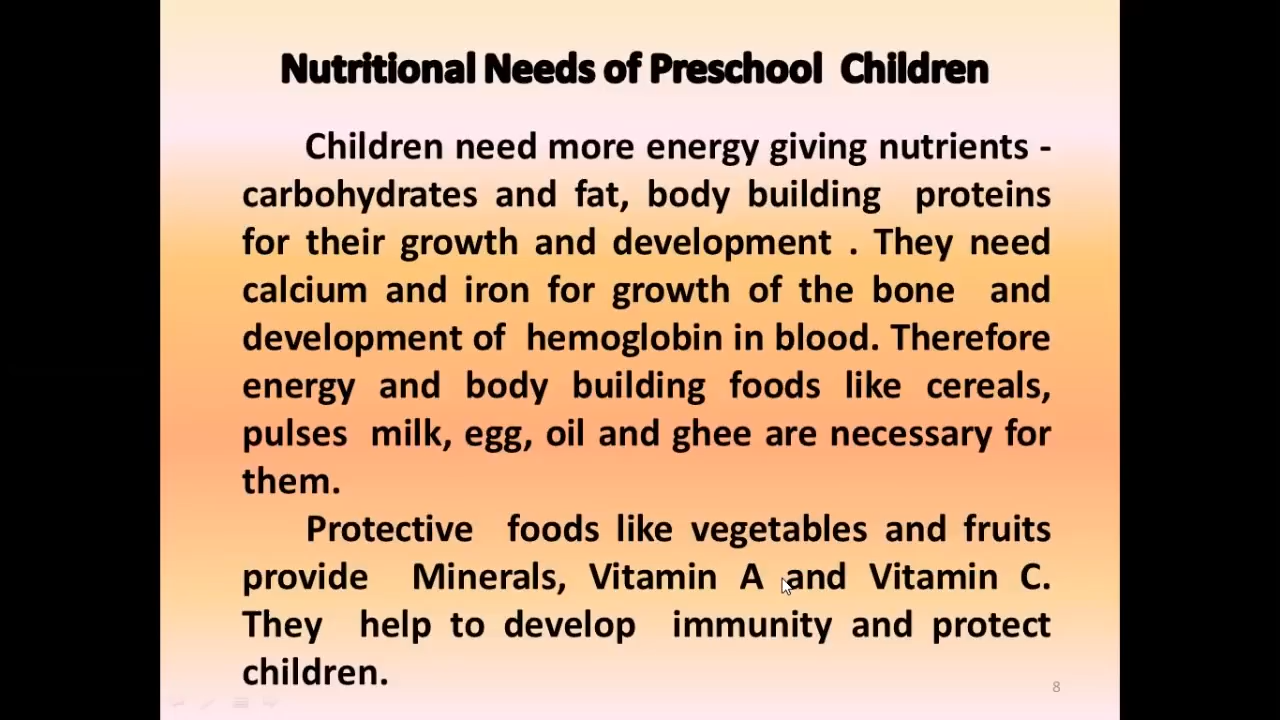 Nutritional Needs of Preschool Children
Children need more energy giving nutrients -
carbohydrates and fat, body building proteins
for their growth and development . They need
calcium and iron for growth of the bone and
development of hemoglobin in blood. Therefore
energy and body building foods like cereals,
pulses milk, egg, oil and ghee are necessary for
them.
Protective foods like vegetables and fruits
provide Minerals, Vitamin A and Vitamin C.
They help to develop immunity and protect
children.
8